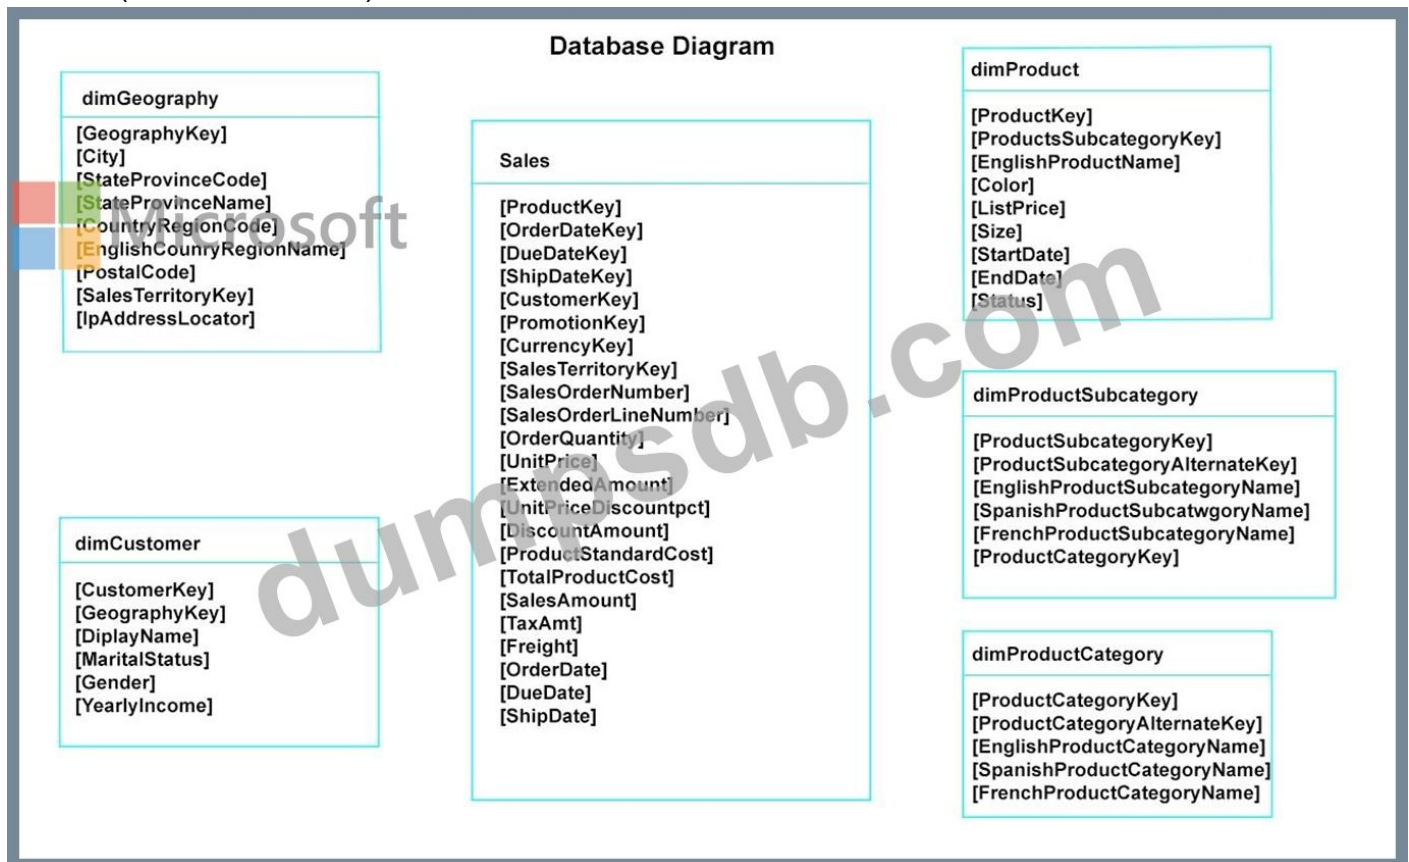 Database Diagram
dimGeography
[GeographyKey]
[City]
[StateProvinceCode]
[StateProvinceName]
[CountryRegionCode]
[EnglishCounryRegionName]
[PostalCode]
[SalesTerritoryKey]
[IpAddressLocator]
Microsoft
dimCustomer
[CustomerKey]
[GeographyKey]
[DiplayName]
[MaritalStatus]
[Gender]
[YearlyIncome]
Sales
[ProductKey]
[OrderDateKey]
[DueDateKey]
[ShipDateKey]
[CustomerKey]
[PromotionKey]
[CurrencyKey]
[SalesTerritoryKey]
[SalesOrderNumber]
[SalesOrderLineNumber]
[OrderQuantity]
[UnitPrice]
[ExtendedAmount]
[UnitPriceDiscountpct]
[DiscountAmount]
[ProductStandardCost]
[TotalProductCost]
[SalesAmount]
[TaxAmt]
[Freight]
[OrderDate]
[DueDate]
[ShipDate]
dimProduct
[ProductKey]
[ProductsSubcategoryKey]
[EnglishProductName]
[Color]
[ListPrice]
[Size]
[StartDate]
[EndDate]
[Status]
dimProductSubcategory
[ProductSubcategoryKey]
[ProductSubcategoryAlternateKey]
[EnglishProductSubcategoryName]
[SpanishProductSubcatwgoryName]
[FrenchProductSubcategoryName]
[ProductCategoryKey]
dimProductCategory
[ProductCategoryKey]
[ProductCategoryAlternateKey]
[EnglishProductCategoryName]
[SpanishProductCategoryName]
[FrenchProductCategoryName]
dumpsdb.com